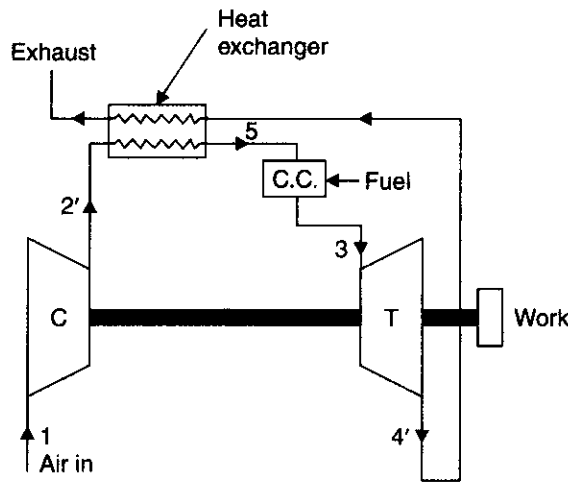 Heat
exchanger
Exhaust
5
C.C.
Fuel
2'
3
C
T
Work
1
4'
Air in